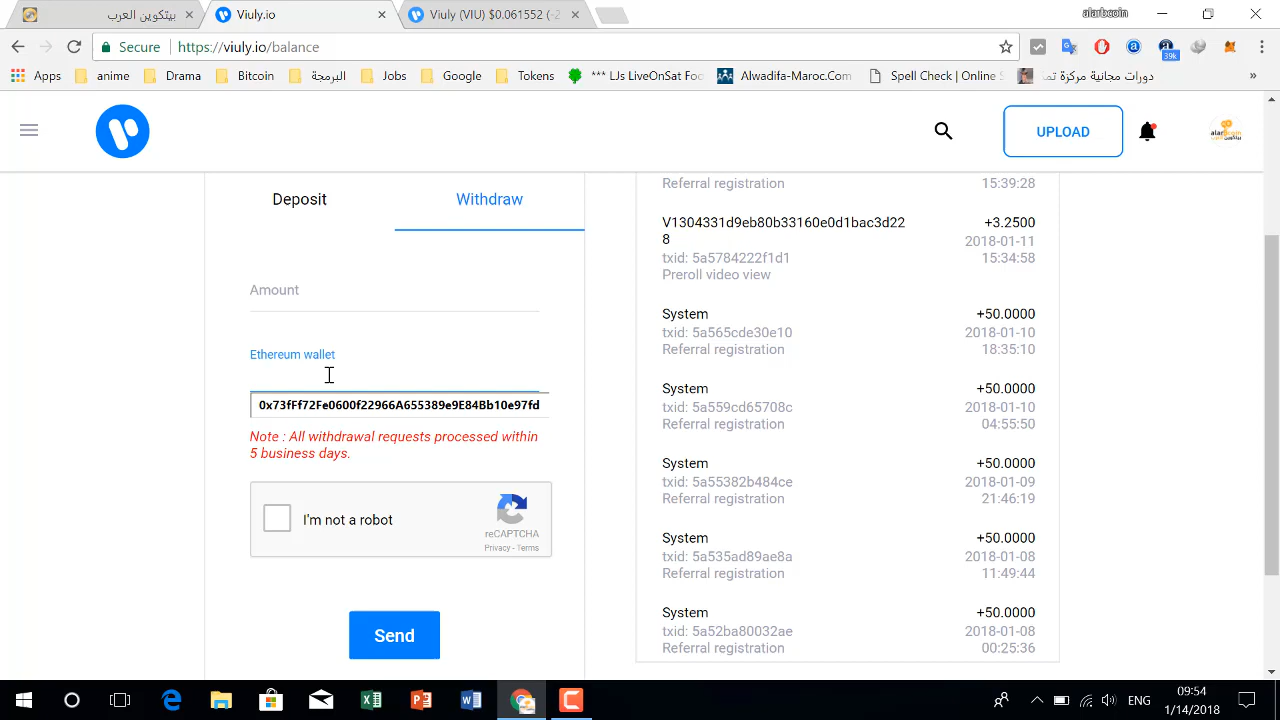 بيتكوين العرب
Viuly.io
Viuly (VIU) $0.061552 (-2
alarbcoin
Secure
https://viuly.io/balance
39k
Apps
anime
Drama
Bitcoin
البرمجة
Jobs
Google
Tokens
*** LJs LiveOnSat Foo
Alwadifa-Maroc.Com
Spell Check | Online S
دورات مجانية مركزة تم
»
UPLOAD
Deposit
Withdraw
Amount
Ethereum wallet
0x73fFf72Fe0600f22966A655389e9E84Bb10e97fd
Note : All withdrawal requests processed within
5 business days.
I'm not a robot
reCAPTCHA
Privacy - Terms
Send
Referral registration 15:39:28
V1304331d9eb80b33160e0d1bac3d22 +3.2500
8 2018-01-11
txid: 5a5784222f1d1 15:34:58
Preroll video view
System +50.0000
txid: 5a565cde30e10 2018-01-10
Referral registration 18:35:10
System +50.0000
txid: 5a559cd65708c 2018-01-10
Referral registration 04:55:50
System +50.0000
txid: 5a55382b484ce 2018-01-09
Referral registration 21:46:19
System +50.0000
txid: 5a535ad89ae8a 2018-01-08
Referral registration 11:49:44
System +50.0000
txid: 5a52ba80032ae 2018-01-08
Referral registration 00:25:36
ENG
09:54
1/14/2018